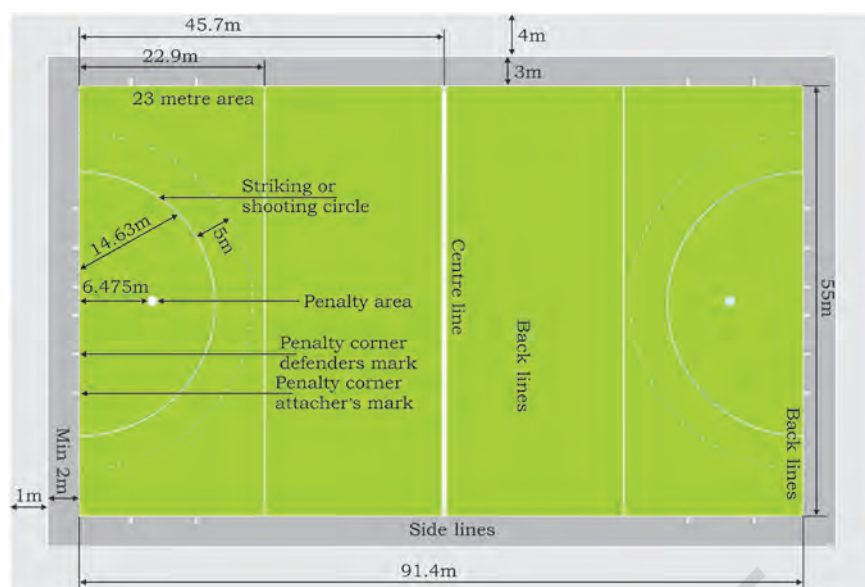 45.7m
4m
22.9m
3m
23 metre area
Striking or
shooting circle
14.63m
5m
6.475m
Penalty area
Centre line
55m
Back lines
Penalty corner
defenders mark
Penalty corner
attacher's mark
Back lines
Min 2m
1m
Side lines
91.4m